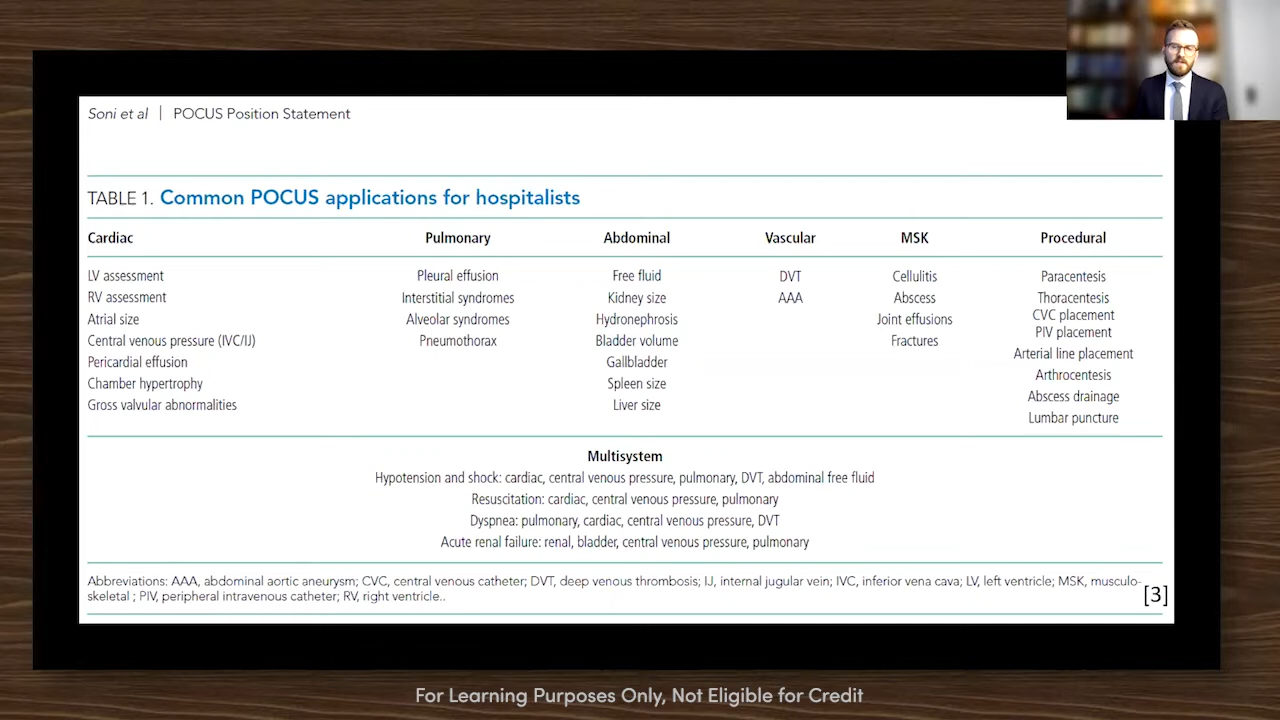 Soni et al | POCUS Position Statement
TABLE 1. Common POCUS applications for hospitalists
Cardiac Pulmonary Abdominal Vascular MSK Procedural
LV assessment Pleural effusion Free fluid DVT Cellulitis Paracentesis
RV assessment Interstitial syndromes Kidney size AAA Abscess Thoracentesis
Atrial size Alveolar syndromes Hydronephrosis Joint effusions CVC placement
Central venous pressure (IVC/IJ) Pneumothorax Bladder volume Fractures PIV placement
Pericardial effusion Gallbladder Arterial line placement
Chamber hypertrophy Spleen size Arthrocentesis
Gross valvular abnormalities Liver size Abscess drainage
Lumbar puncture
Multisystem
Hypotension and shock: cardiac, central venous pressure, pulmonary, DVT, abdominal free fluid
Resuscitation: cardiac, central venous pressure, pulmonary
Dyspnea: pulmonary, cardiac, central venous pressure, DVT
Acute renal failure: renal, bladder, central venous pressure, pulmonary
Abbreviations: AAA, abdominal aortic aneurysm; CVC, central venous catheter; DVT, deep venous thrombosis; IJ, internal jugular vein; IVC, inferior vena cava; LV, left ventricle; MSK, musculo-
skeletal ; PIV, peripheral intravenous catheter; RV, right ventricle..
[3]
For Learning Purposes Only, Not Eligible for Credit